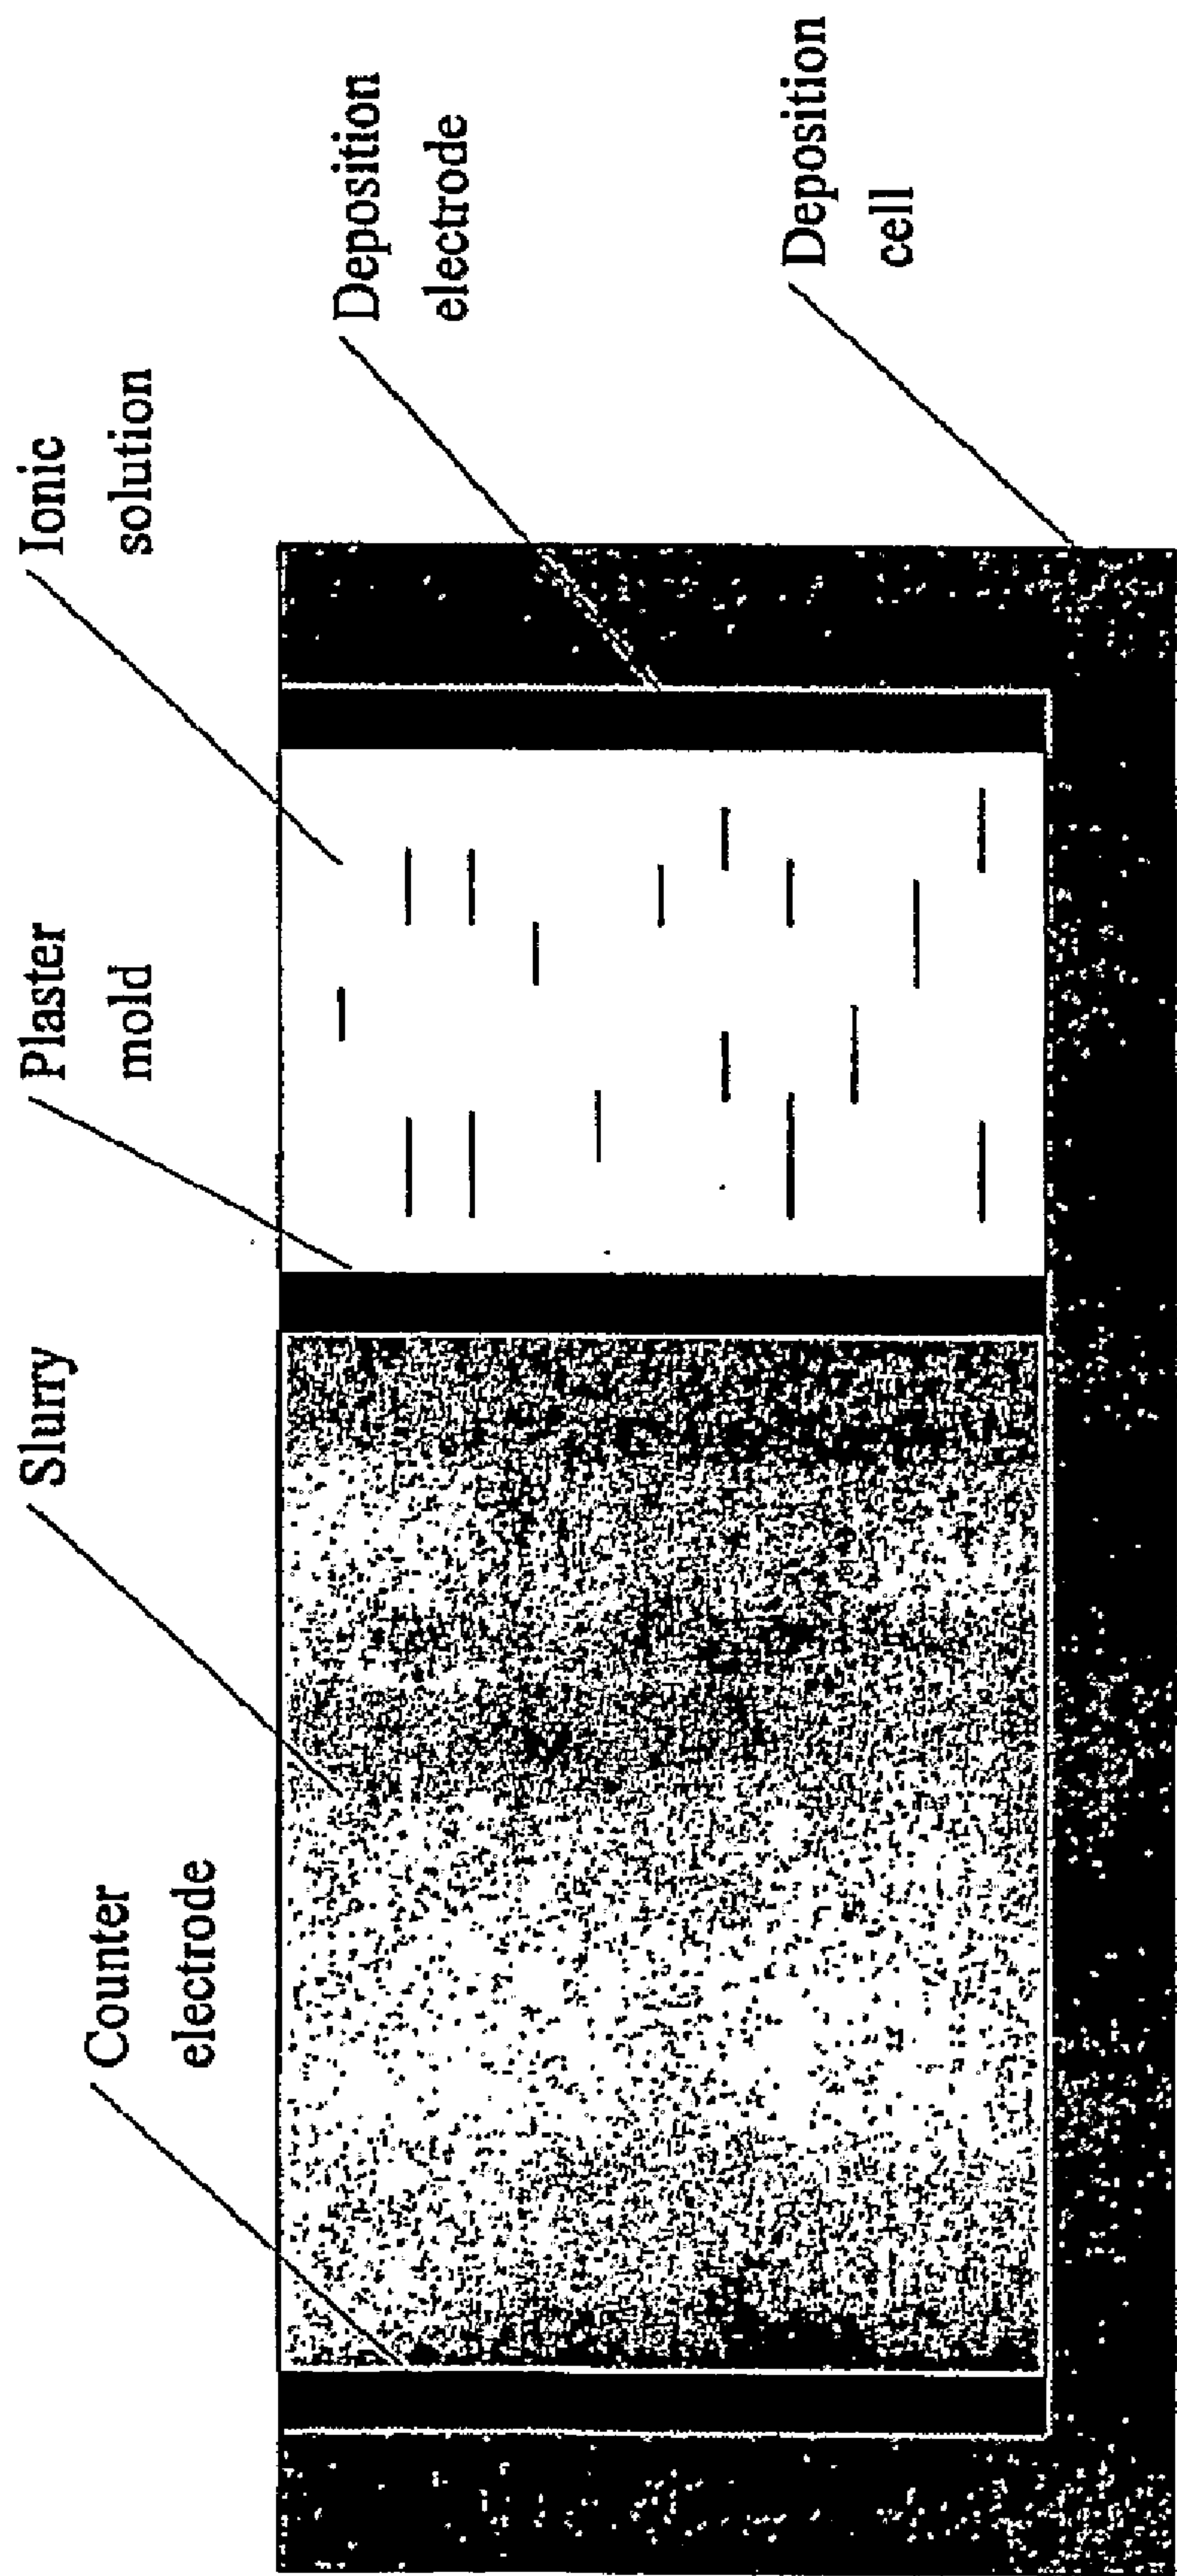 Counter
electrode
Slurry
Plaster
mold
Ionic
solution
Deposition
electrode
Deposition
cell